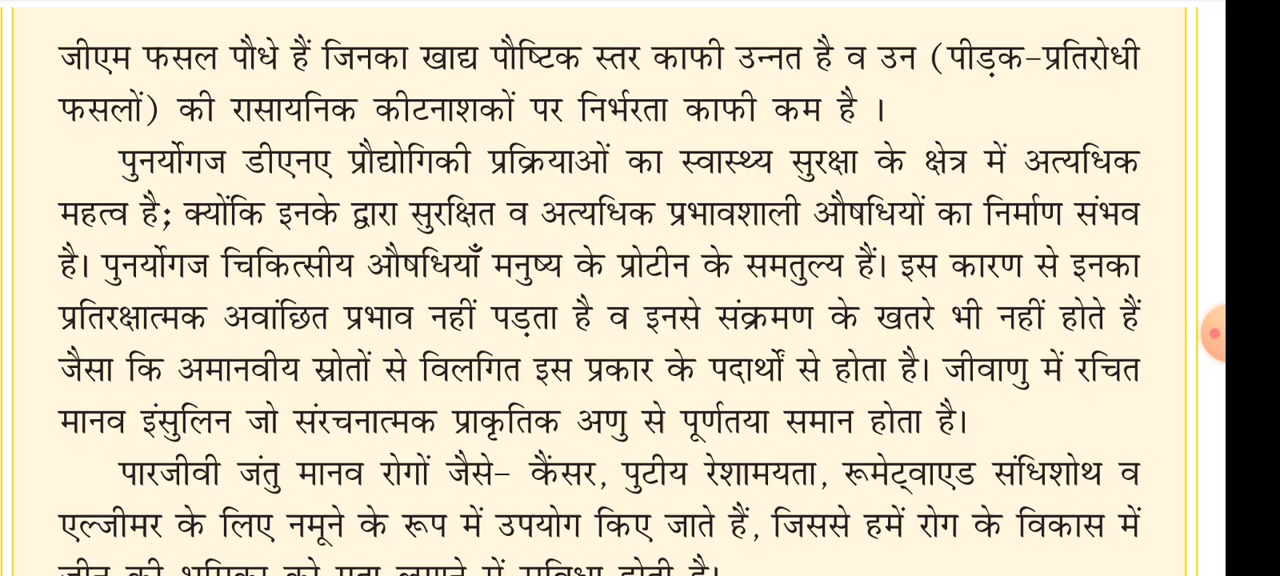 जीएम फसल पौधे हैं जिनका खाद्य पौष्टिक स्तर काफी उन्नत है व उन (पीड़क-प्रतिरोधी
फसलों) की रासायनिक कीटनाशकों पर निर्भरता काफी कम है ।
पुनर्योगज डीएनए प्रौद्योगिकी प्रक्रियाओं का स्वास्थ्य सुरक्षा के क्षेत्र में अत्यधिक
महत्व है; क्योंकि इनके द्वारा सुरक्षित व अत्यधिक प्रभावशाली औषधियों का निर्माण संभव
है। पुनर्योगज चिकित्सीय औषधियाँ मनुष्य के प्रोटीन के समतुल्य हैं। इस कारण से इनका
प्रतिरक्षात्मक अवांछित प्रभाव नहीं पड़ता है व इनसे संक्रमण के खतरे भी नहीं होते हैं
जैसा कि अमानवीय स्रोतों से विलगित इस प्रकार के पदार्थों से होता है। जीवाणु में रचित
मानव इंसुलिन जो संरचनात्मक प्राकृतिक अणु से पूर्णतया समान होता है।
पारजीवी जंतु मानव रोगों जैसे- कैंसर, पुटीय रेशामयता, रूमेट्वाएड संधिशोथ व
एल्जीमर के लिए नमूने के रूप में उपयोग किए जाते हैं, जिससे हमें रोग के विकास में
जीन की भूमिका को पता लगाने में सुविधा होती है।